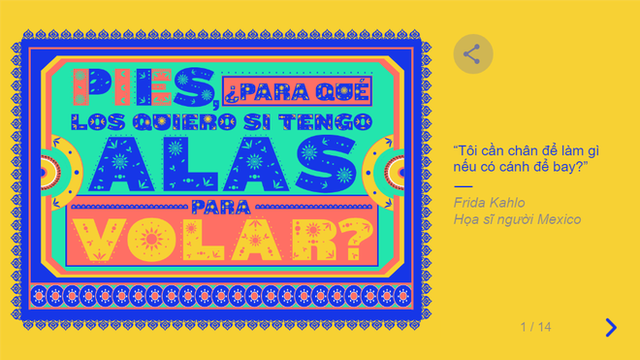 PIES, ¿PARA QUÉ
LOS QUIERO SI TENGO
ALAS
PARA
VOLAR?
“Tôi cần chân để làm gì
nếu có cánh để bay?”
Frida Kahlo
Họa sĩ người Mexico
1 / 14